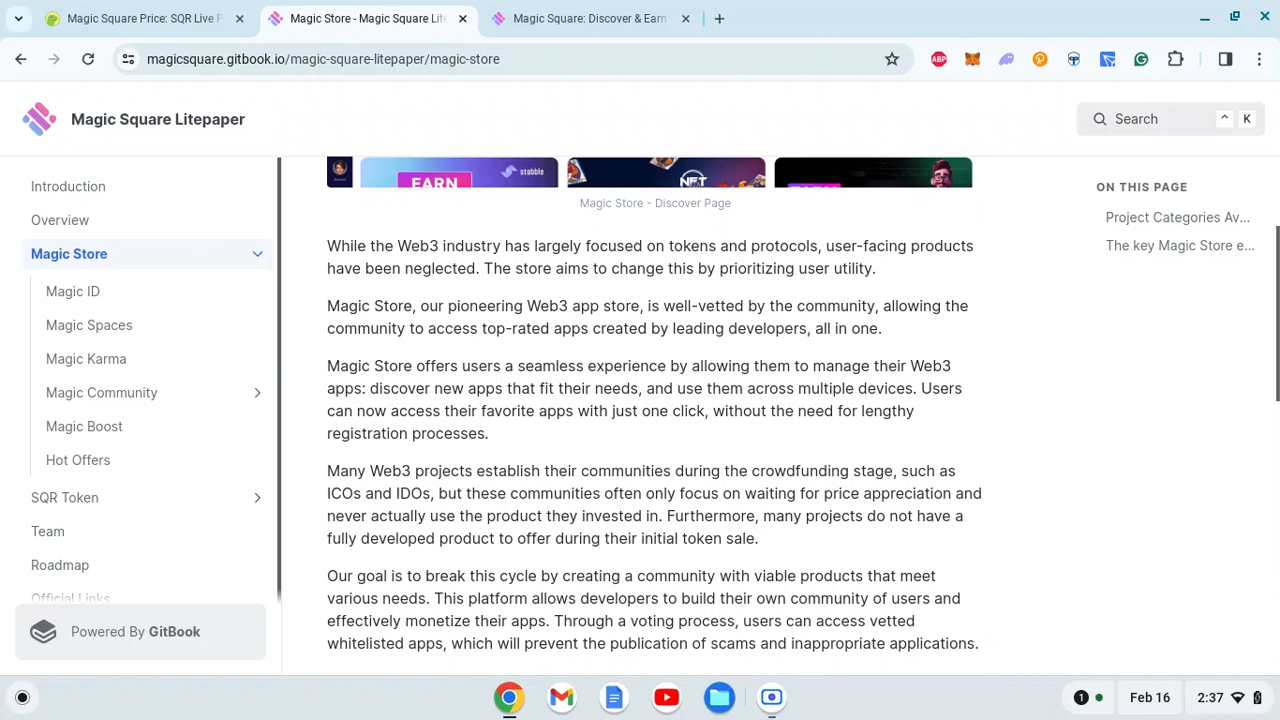 Magic Square Price: SQR Live P
Magic Store - Magic Square Lite
Magic Square: Discover & Earn
magicsquare.gitbook.io/magic-square-litepaper/magic-store
ABP
Magic Square Litepaper
Search
^ K
Introduction
Overview
Magic Store
Magic ID
Magic Spaces
Magic Karma
Magic Community
Magic Boost
Hot Offers
SQR Token
Team
Roadmap
Official Links
Powered By GitBook
EARN
stabble
NFT
Magic Store - Discover Page
While the Web3 industry has largely focused on tokens and protocols, user-facing products
have been neglected. The store aims to change this by prioritizing user utility.
Magic Store, our pioneering Web3 app store, is well-vetted by the community, allowing the
community to access top-rated apps created by leading developers, all in one.
Magic Store offers users a seamless experience by allowing them to manage their Web3
apps: discover new apps that fit their needs, and use them across multiple devices. Users
can now access their favorite apps with just one click, without the need for lengthy
registration processes.
Many Web3 projects establish their communities during the crowdfunding stage, such as
ICOs and IDOs, but these communities often only focus on waiting for price appreciation and
never actually use the product they invested in. Furthermore, many projects do not have a
fully developed product to offer during their initial token sale.
Our goal is to break this cycle by creating a community with viable products that meet
various needs. This platform allows developers to build their own community of users and
effectively monetize their apps. Through a voting process, users can access vetted
whitelisted apps, which will prevent the publication of scams and inappropriate applications.
ON THIS PAGE
Project Categories Av...
The key Magic Store e...
1
Feb 16
2:37